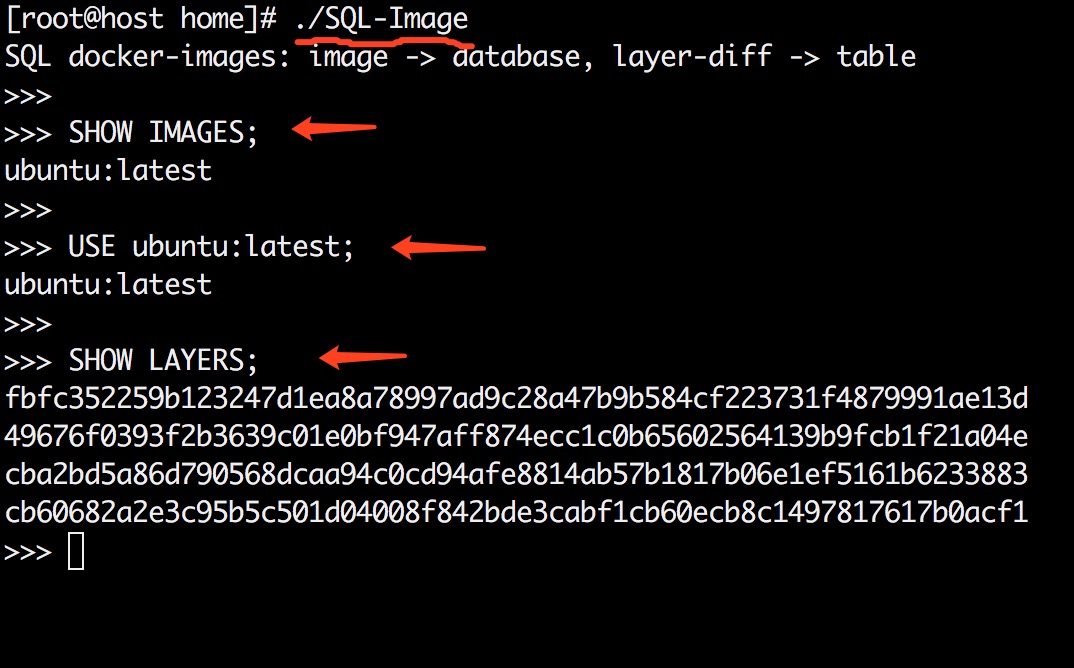 [root@host home]# ./SQL-Image
SQL docker-images: image -> database, layer-diff -> table
>>>
>>> SHOW IMAGES;
ubuntu:latest
>>>
>>> USE ubuntu:latest;
ubuntu:latest
>>>
>>> SHOW LAYERS;
fbfc352259b123247d1ea8a78997ad9c28a47b9b584cf223731f4879991ae13d
49676f0393f2b3639c01e0bf947aff874ecc1c0b65602564139b9fcb1f21a04e
cba2bd5a86d790568dcaa94c0cd94afe8814ab57b1817b06e1ef5161b6233883
cb60682a2e3c95b5c501d04008f842bde3cabf1cb60ecb8c1497817617b0acf1
>>>